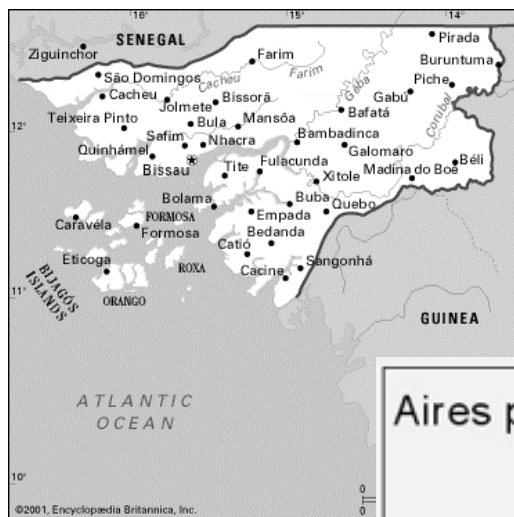 16° 15° 14°
SENEGAL
Pirada
Ziguinchor
Farim
Buruntuma
São Domingos
Cacheu
Farim
Gêba
Piche
Cacheu
Jolmete
Bissorã
Gabú
Corubal
Teixeira Pinto
Bula
Mansôa
Bafatá
12°
Safim
Nhacra
Bambadinca
Quinhámel
Galomaro
Béli
Bissau
Tite
Fulacunda
Xitole
Madina do Boé
Bolama
Buba
Quebo
Caravéla
FORMOSA
Formosa
Empada
Bedanda
Eticoga
Catió
Sangonhá
ROXA
Cacine
BIJAGÓS
ISLANDS
ORANGO
11°
GUINEA
ATLANTIC
OCEAN
Aires p
10°
0
0
©2001, Encyclopædia Britannica, Inc.